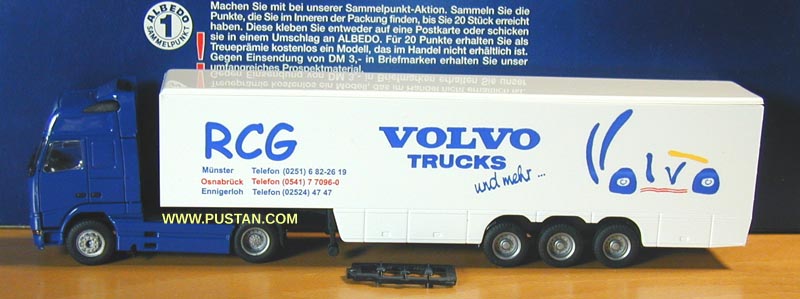 Machen Sie mit bei unserer Sammelpunkt-Aktion. Sammeln Sie die
Punkte, die Sie im Inneren der Packung finden, bis Sie 20 Stück erreicht
haben. Diese kleben Sie entweder auf eine Postkarte oder schicken
sie in einem Umschlag an ALBEDO. Für 20 Punkte erhalten Sie als
Treueprämie kostenlos ein Modell, das im Handel nicht erhältlich ist.
Gegen Einsendung von DM 3,- in Briefmarken erhalten Sie unser
umfangreiches Prospektmaterial.
ALBEDO
1
SAMMELPUNKT
!
RCG
Münster Telefon (0251) 6 82-26 19
Osnabrück Telefon (0541) 7 7096-0
Ennigerloh Telefon (02524) 47 47
VOLVO
TRUCKS
und mehr...
Volvo
WWW.PUSTAN.COM